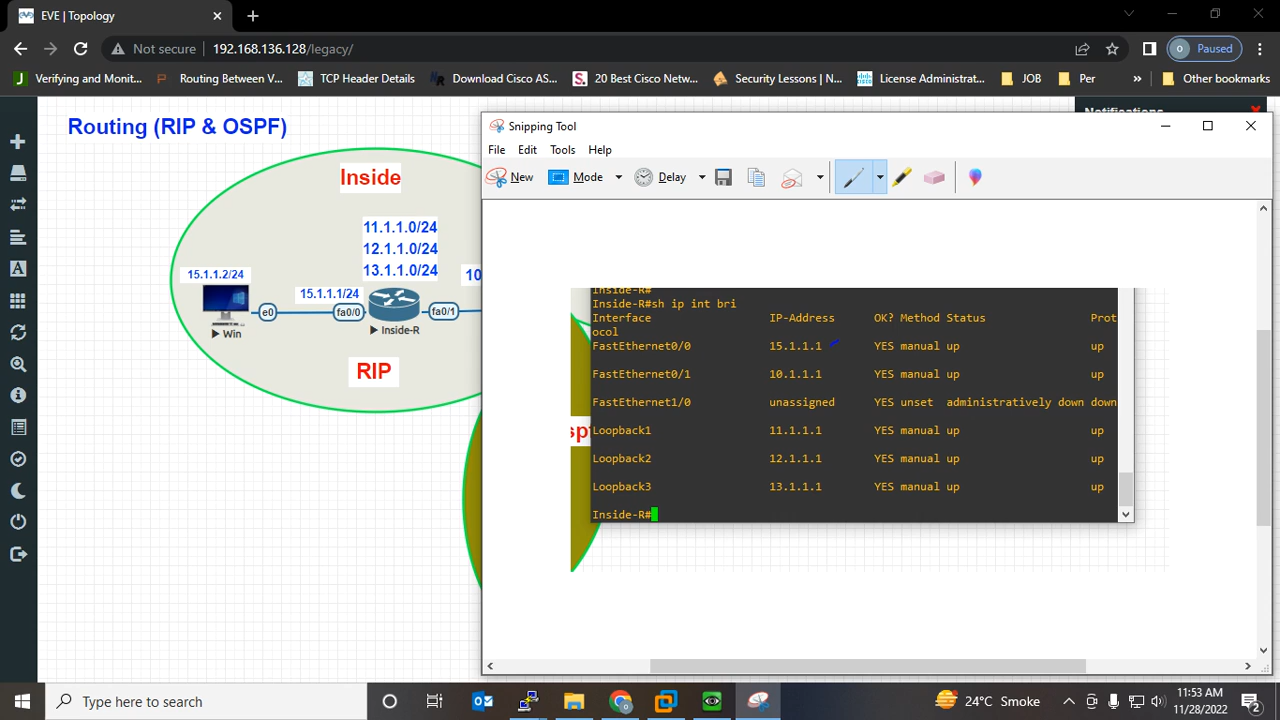 EVE | Topology
Not secure 192.168.136.128/legacy/
Paused
Verifying and Monit...
Routing Between V...
TCP Header Details
Download Cisco AS...
20 Best Cisco Netw...
Security Lessons | N...
License Administrat...
JOB
Per
»
Other bookmarks
Routing (RIP & OSPF)
Inside
11.1.1.0/24
12.1.1.0/24
13.1.1.0/24
15.1.1.2/24
10
15.1.1.1/24
e0
fa0/0
fa0/1
Win
Inside-R
RIP
Snipping Tool
File Edit Tools Help
New Mode Delay
Inside-R#
Inside-R#sh ip int bri
Interface IP-Address OK? Method Status Prot
ocol
FastEthernet0/0 15.1.1.1 YES manual up up
FastEthernet0/1 10.1.1.1 YES manual up up
FastEthernet1/0 unassigned YES unset administratively down down
Loopback1 11.1.1.1 YES manual up up
Loopback2 12.1.1.1 YES manual up up
Loopback3 13.1.1.1 YES manual up up
Inside-R#
Type here to search
24°C Smoke
11:53 AM
11/28/2022
2